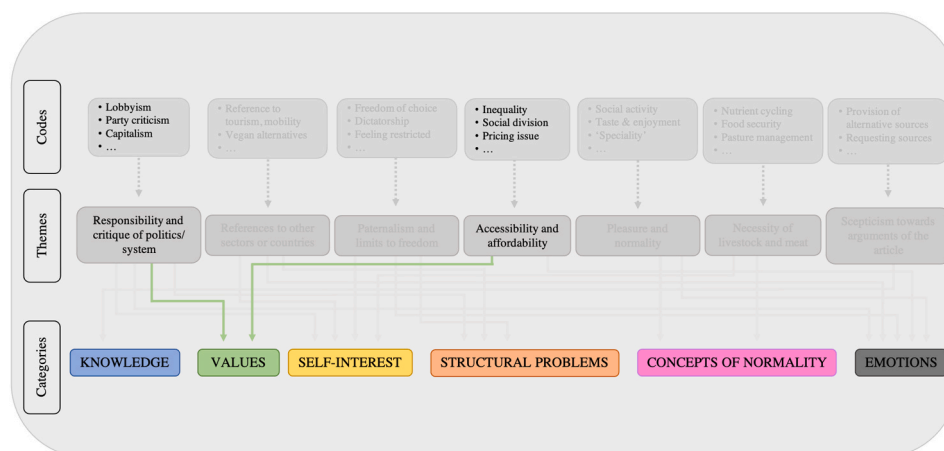 Codes
• Lobbyism
• Party criticism
• Capitalism
• …
• Reference to
tourism, mobility
• Vegan alternatives
• …
• Freedom of choice
• Dictatorship
• Feeling restricted
• …
• Inequality
• Social division
• Pricing issue
• …
• Social activity
• Taste & enjoyment
• ‘Speciality’
• …
• Nutrient cycling
• Food security
• Pasture management
• …
• Provision of
alternative sources
• Requesting sources
• …
Themes
Responsibility and
critique of politics/
system
References to other
sectors or countries
Paternalism and
limits to freedom
Accessibility and
affordability
Pleasure and
normality
Necessity of
livestock and meat
Scepticism towards
arguments of the
article
Categories
KNOWLEDGE
VALUES
SELF-INTEREST
STRUCTURAL PROBLEMS
CONCEPTS OF NORMALITY
EMOTIONS